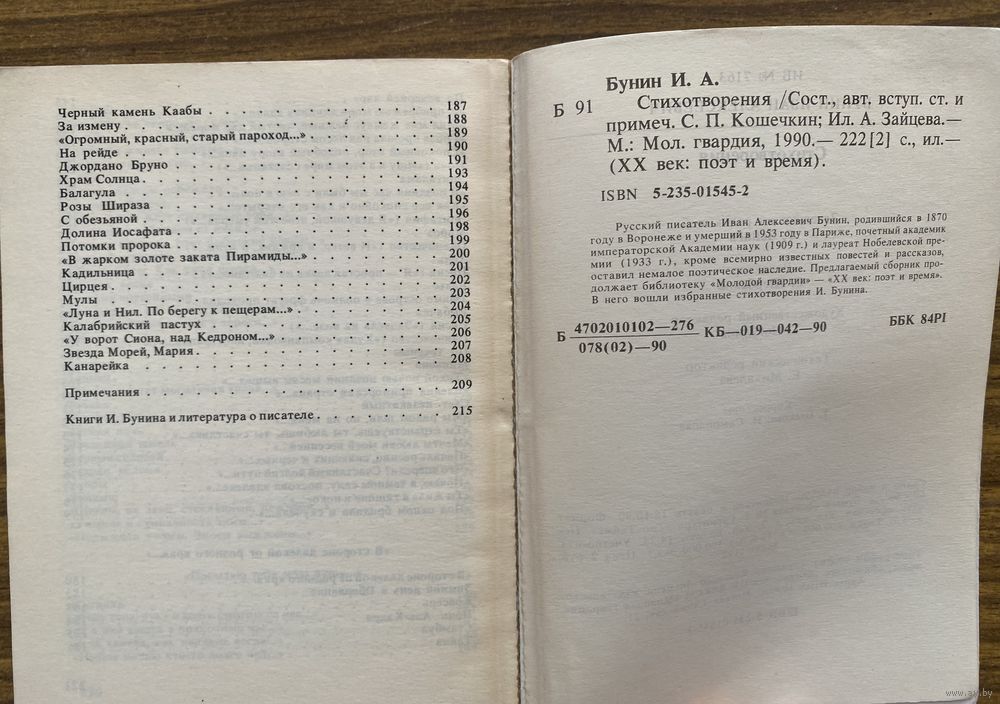 Черный камень Каабы . . . . . . . . . . . . . . . . . 187
За измену . . . . . . . . . . . . . . . . . . . . . . 188
«Огромный, красный, старый пароход...» . . . . . . . . 189
На рейде . . . . . . . . . . . . . . . . . . . . . . . 190
Джордано Бруно . . . . . . . . . . . . . . . . . . . . 191
Храм Солнца . . . . . . . . . . . . . . . . . . . . . 193
Балагула . . . . . . . . . . . . . . . . . . . . . . . 194
Розы Шираза . . . . . . . . . . . . . . . . . . . . . 195
С обезьяной . . . . . . . . . . . . . . . . . . . . . 196
Долина Иосафата . . . . . . . . . . . . . . . . . . . 198
Потомки пророка . . . . . . . . . . . . . . . . . . . 199
«В жарком золоте заката Пирамиды...» . . . . . . . . . 200
Кадильница . . . . . . . . . . . . . . . . . . . . . . 201
Цирцея . . . . . . . . . . . . . . . . . . . . . . . . 202
Мулы . . . . . . . . . . . . . . . . . . . . . . . . . 203
«Луна и Нил. По берегу к пещерам...» . . . . . . . . . 204
Калабрийский пастух . . . . . . . . . . . . . . . . . 205
«У ворот Сиона, над Кедроном...» . . . . . . . . . . . 206
Звезда Морей, Мария . . . . . . . . . . . . . . . . . 207
Канарейка . . . . . . . . . . . . . . . . . . . . . . 208
Примечания . . . . . . . . . . . . . . . . . . . . . . 209
Книги И. Бунина и литература о писателе . . . . . . . . 215
Бунин И. А.
Б 91 Стихотворения /Сост., авт. вступ. ст. и
примеч. С. П. Кошечкин; Ил. А. Зайцева.—
М.: Мол. гвардия, 1990.— 222[2] с., ил.—
(XX век: поэт и время).
ISBN 5-235-01545-2
Русский писатель Иван Алексеевич Бунин, родившийся в 1870
году в Воронеже и умерший в 1953 году в Париже, почетный академик
императорской Академии наук (1909 г.) и лауреат Нобелевской пре-
мии (1933 г.), кроме всемирно известных повестей и рассказов,
оставил немалое поэтическое наследие. Предлагаемый сборник про-
должает библиотеку «Молодой гвардии» — «XX век: поэт и время».
В него вошли избранные стихотворения И. Бунина.
Б 4702010102—276 КБ—019—042—90 ББК 84Р1
078(02)—90
www.ay.by